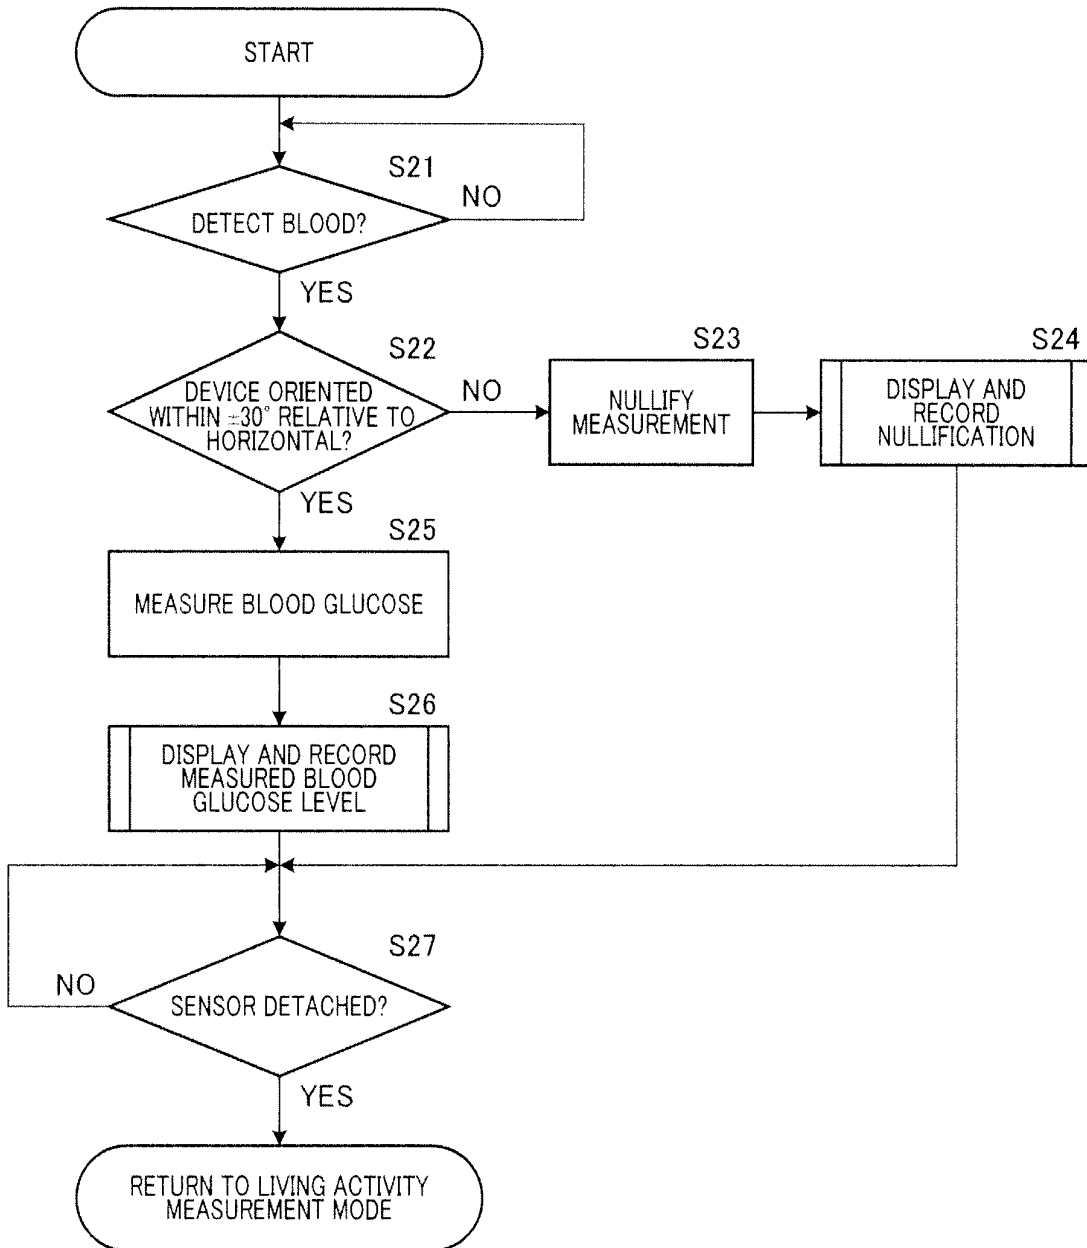 START
S21
DETECT BLOOD?
NO
YES
S22
DEVICE ORIENTED
WITHIN ±30° RELATIVE TO
HORIZONTAL?
NO
S23
NULLIFY
MEASUREMENT
S24
DISPLAY AND
RECORD
NULLIFICATION
YES
S25
MEASURE BLOOD GLUCOSE
S26
DISPLAY AND RECORD
MEASURED BLOOD
GLUCOSE LEVEL
S27
NO
SENSOR DETACHED?
YES
RETURN TO LIVING ACTIVITY
MEASUREMENT MODE